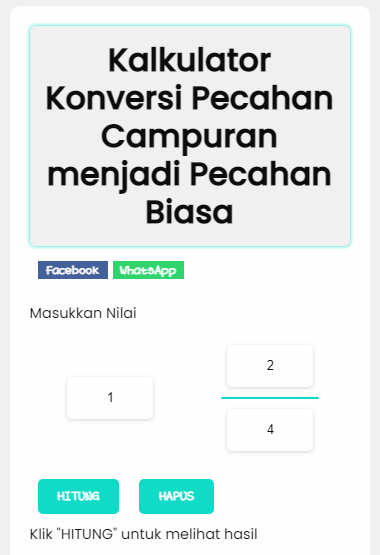 Kalkulator
Konversi Pecahan
Campuran
menjadi Pecahan
Biasa
Facebook WhatsApp
Masukkan Nilai
2
1
4
HITUNG HAPUS
Klik "HITUNG" untuk melihat hasil